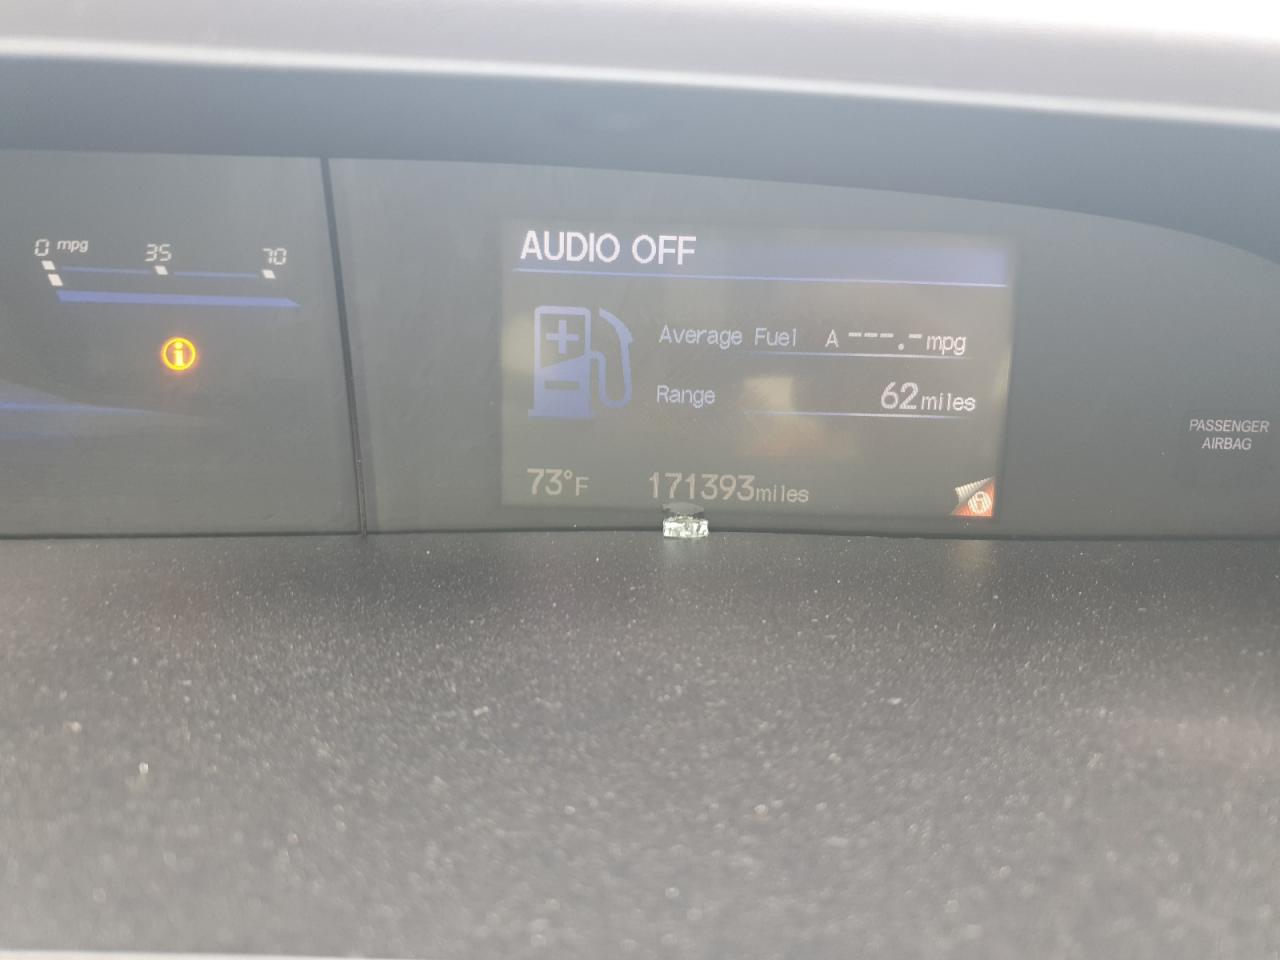 0 mpg 35 70
AUDIO OFF
Average Fuel A ---.- mpg
Range 62 miles
73°F 171393 miles
PASSENGER
AIRBAG